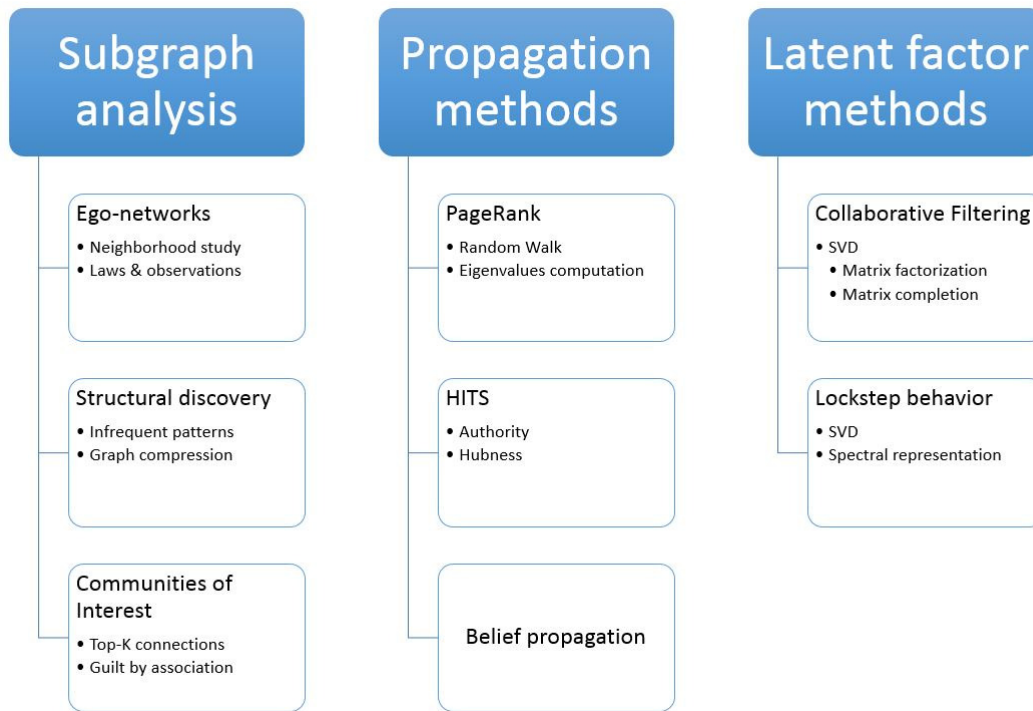 Subgraph
analysis
Ego-networks
• Neighborhood study
• Laws & observations
Structural discovery
• Infrequent patterns
• Graph compression
Communities of
Interest
• Top-K connections
• Guilt by association
Propagation
methods
PageRank
• Random Walk
• Eigenvalues computation
HITS
• Authority
• Hubness
Belief propagation
Latent factor
methods
Collaborative Filtering
• SVD
• Matrix factorization
• Matrix completion
Lockstep behavior
• SVD
• Spectral representation